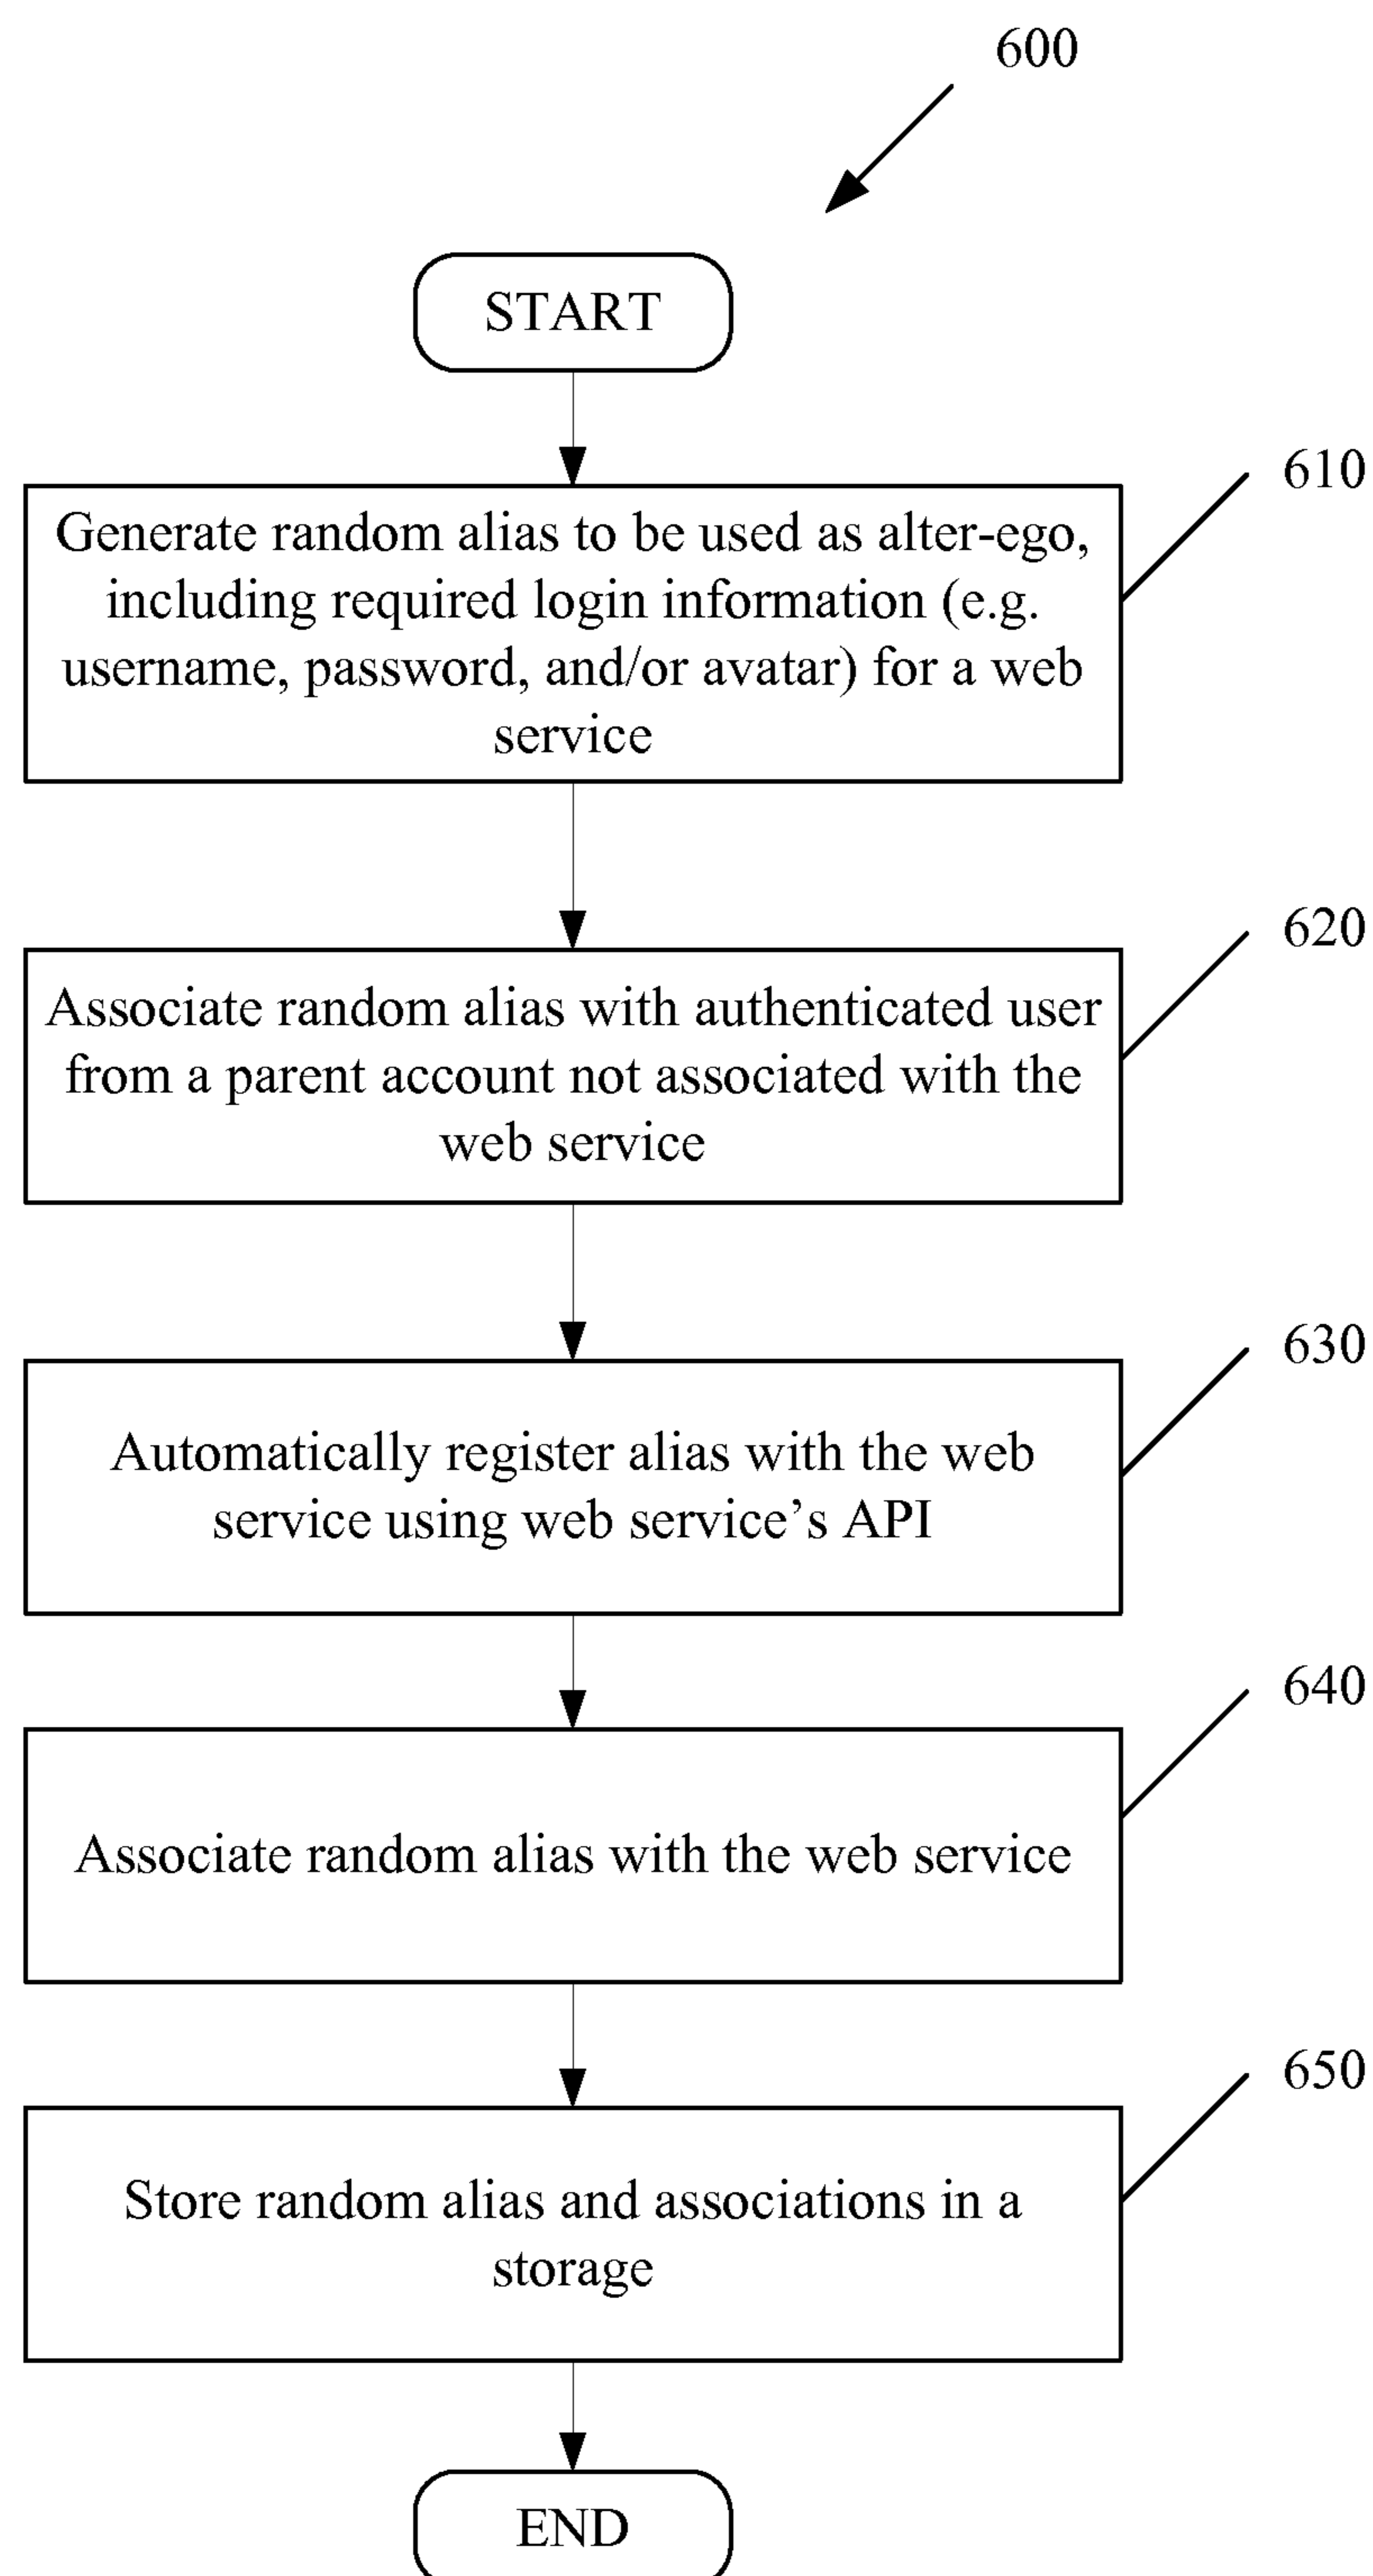 600
START
610
Generate random alias to be used as alter-ego,
including required login information (e.g.
username, password, and/or avatar) for a web
service
620
Associate random alias with authenticated user
from a parent account not associated with the
web service
630
Automatically register alias with the web
service using web service’s API
640
Associate random alias with the web service
650
Store random alias and associations in a
storage
END